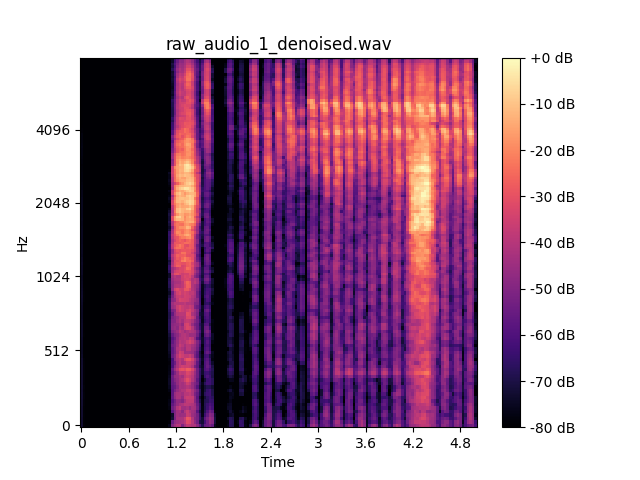 raw_audio_1_denoised.wav
+0 dB
-10 dB
-20 dB
-30 dB
-40 dB
-50 dB
-60 dB
-70 dB
-80 dB
4096
2048
1024
512
0
Hz
0 0.6 1.2 1.8 2.4 3 3.6 4.2 4.8
Time